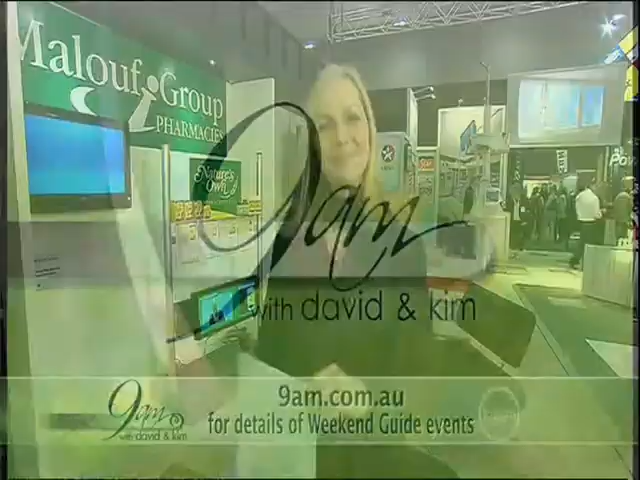 Malouf Group
PHARMACIES
Nature's
Own
9am
with david & kim
9am.com.au
for details of Weekend Guide events
9am
with david & kim